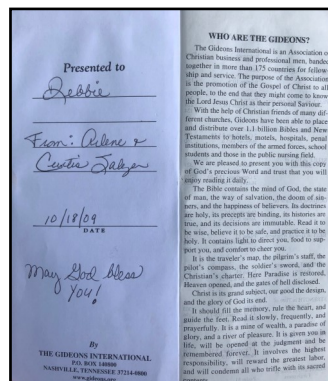 Presented to
Debbie
From: Arlene &
Curtis Salzer
10/18/09
DATE
May God bless
You!
By
THE GIDEONS INTERNATIONAL
P.O. BOX 140800
NASHVILLE, TENNESSEE 37214-0800
www.gideons.org
WHO ARE THE GIDEONS?
The Gideons International is an Association of
Christian business and professional men, banded
together in more than 175 countries for fellow-
ship and service. The purpose of the Association
is the promotion of the Gospel of Christ to all
people, to the end that they might come to know
the Lord Jesus Christ as their personal Saviour.
With the help of Christian friends of many dif-
ferent churches, Gideons have been able to place
and distribute over 1.1 billion Bibles and New
Testaments to hotels, motels, hospitals, penal
institutions, members of the armed forces, school
students and those in the public nursing field.
We are pleased to present you with this copy
of God's precious Word and trust that you will
enjoy reading it daily.
The Bible contains the mind of God, the state
of man, the way of salvation, the doom of sin-
ners, and the happiness of believers. Its doctrines
are holy, its precepts are binding, its histories are
true, and its decisions are immutable. Read it to
be wise, believe it to be safe, and practice it to be
holy. It contains light to direct you, food to sup-
port you, and comfort to cheer you.
It is the traveler's map, the pilgrim's staff, the
pilot's compass, the soldier's sword, and the
Christian's charter. Here Paradise is restored,
Heaven opened, and the gates of hell disclosed.
Christ is its grand subject, our good the design,
and the glory of God its end.
It should fill the memory, rule the heart, and
guide the feet. Read it slowly, frequently, and
prayerfully. It is a mine of wealth, a paradise of
glory, and a river of pleasure. It is given you in
life, will be opened at the judgment and be
remembered forever. It involves the highest
responsibility, will reward the greatest labor,
and will condemn all who trifle with its sacred